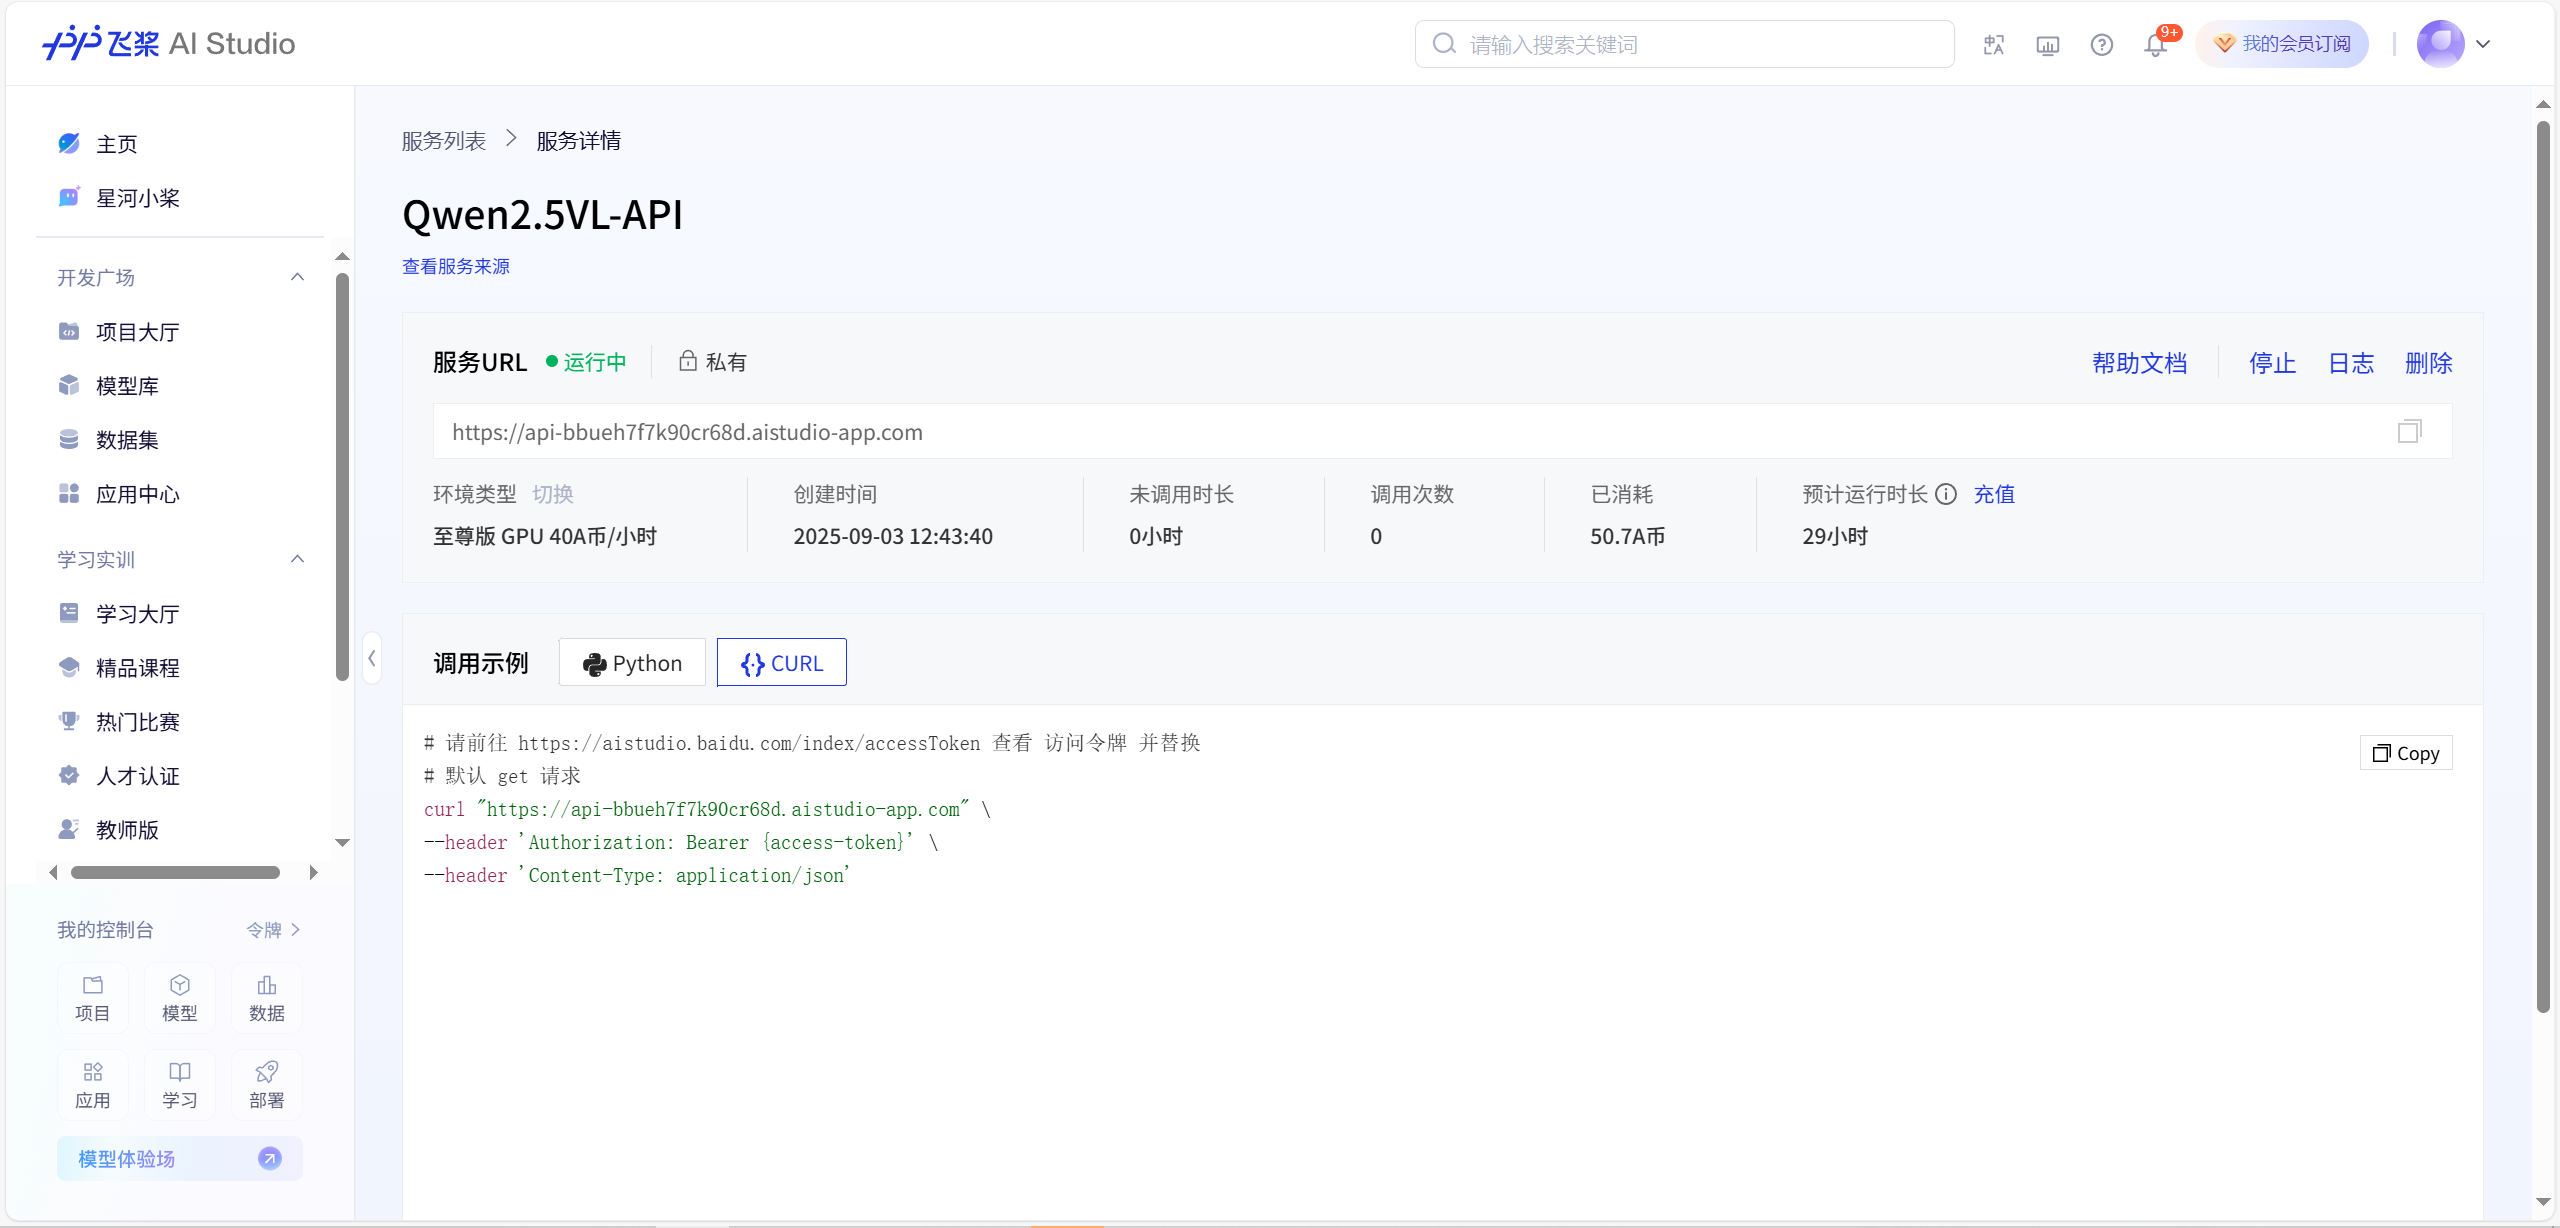 飞桨 AI Studio
请输入搜索关键词
9+
我的会员订阅
主页
星河小桨
开发广场
项目大厅
模型库
数据集
应用中心
学习实训
学习大厅
精品课程
热门比赛
人才认证
教师版
我的控制台 令牌
项目 模型 数据
应用 学习 部署
模型体验场
服务列表 服务详情
Qwen2.5VL-API
查看服务来源
服务URL 运行中 私有 帮助文档 停止 日志 删除
https://api-bbueh7f7k90cr68d.aistudio-app.com
环境类型 切换 创建时间 未调用时长 调用次数 已消耗 预计运行时长 充值
至尊版 GPU 40A币/小时 2025-09-03 12:43:40 0小时 0 50.7A币 29小时
调用示例 Python CURL
# 请前往 https://aistudio.baidu.com/index/accessToken 查看 访问令牌 并替换
Copy
# 默认 get 请求
curl "https://api-bbueh7f7k90cr68d.aistudio-app.com" \
--header 'Authorization: Bearer {access-token}' \
--header 'Content-Type: application/json'